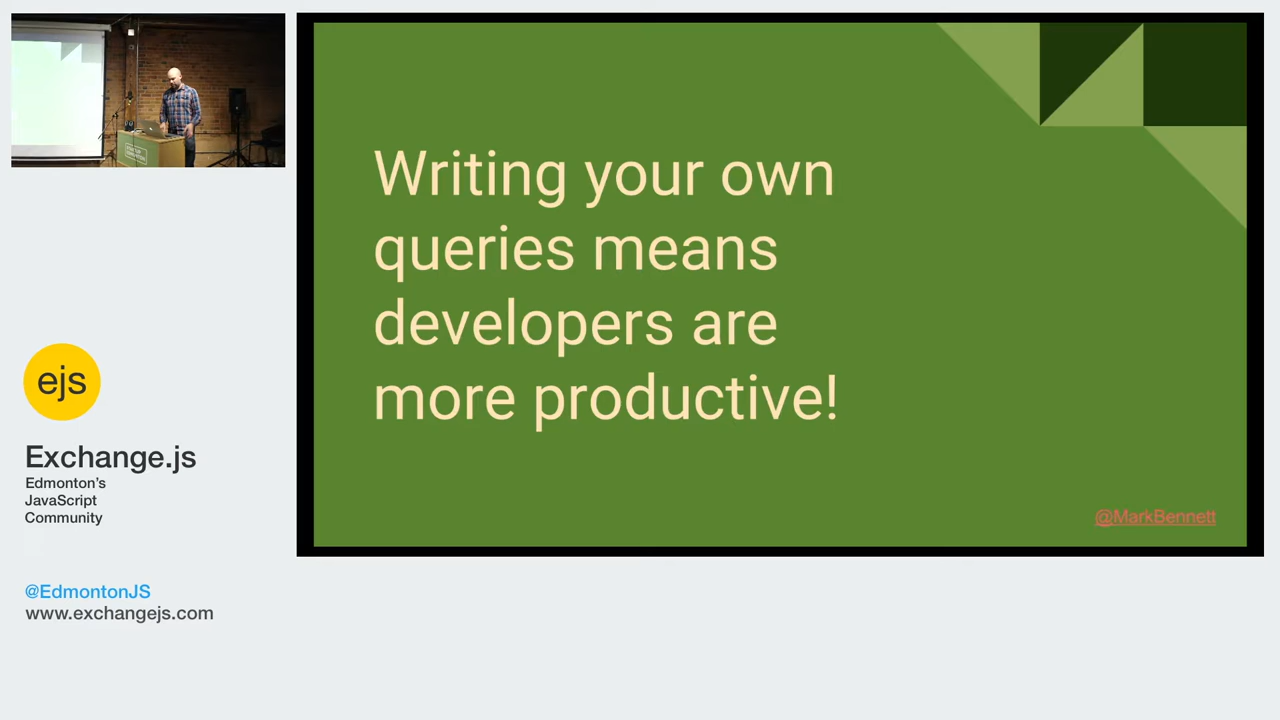 Writing your own
queries means
developers are
more productive!
@MarkBennett
ejs
Exchange.js
Edmonton's
JavaScript
Community
@EdmontonJS
www.exchangejs.com